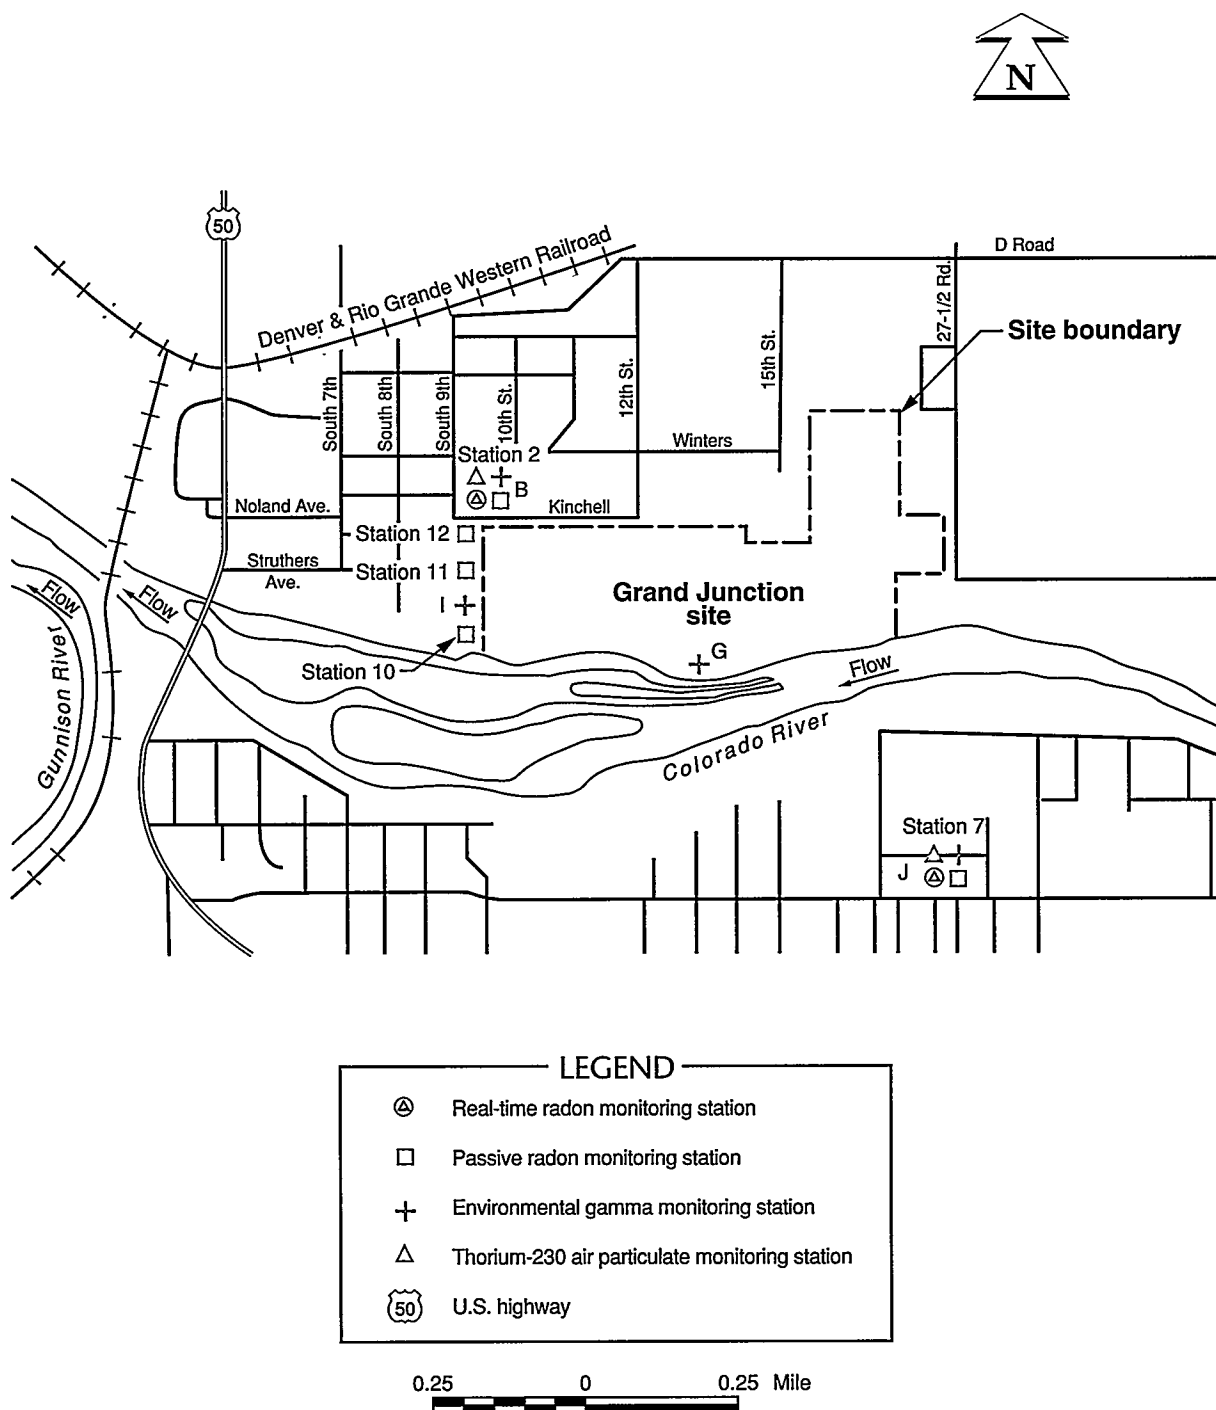 N
50
Denver & Rio Grande Western Railroad
D Road
27-1/2 Rd.
Site boundary
South 7th
South 8th
South 9th
10th St.
12th St.
15th St.
Winters
Station 2
B
Noland Ave.
Kinchell
Station 12
Struthers
Ave.
Station 11
Grand Junction
site
I
Flow
Flow
G
Station 10
Flow
Gunnison River
Colorado River
Station 7
J
LEGEND
Real-time radon monitoring station
Passive radon monitoring station
Environmental gamma monitoring station
Thorium-230 air particulate monitoring station
50 U.S. highway
0.25 0 0.25 Mile